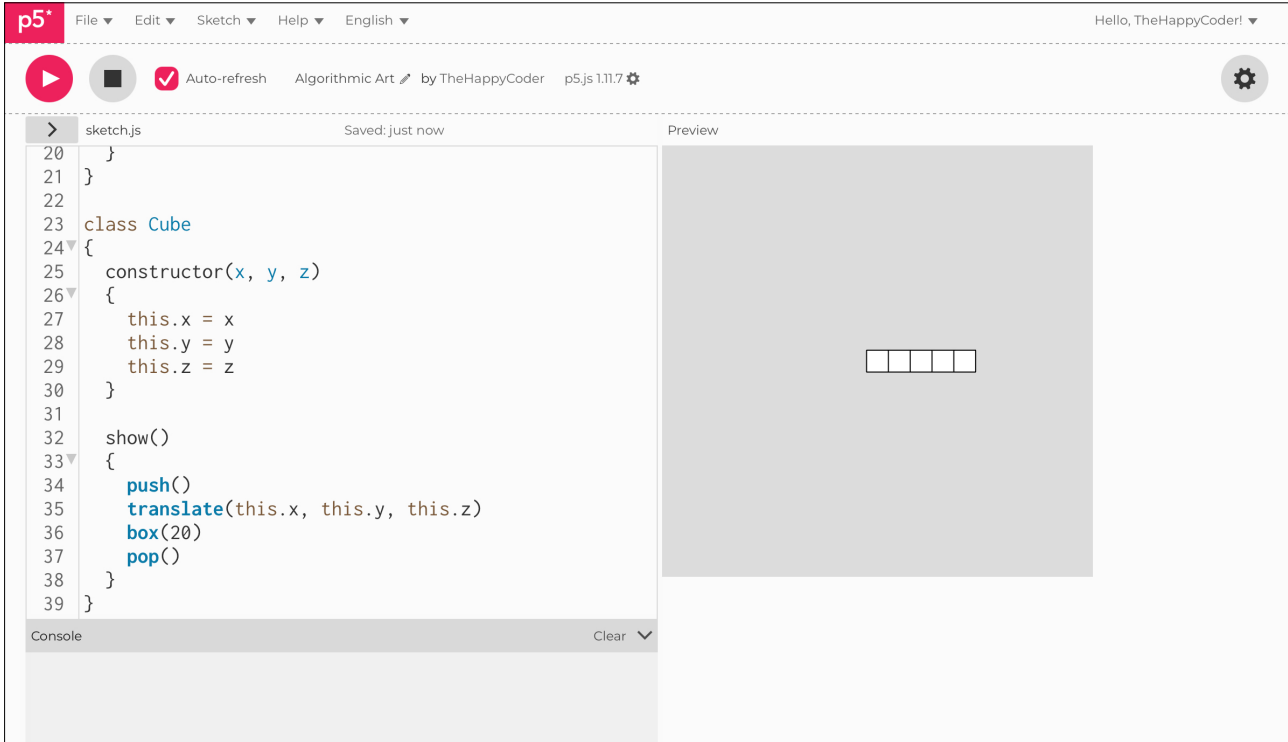 p5* File Edit Sketch Help English Hello, TheHappyCoder!
Auto-refresh Algorithmic Art by TheHappyCoder p5.js 1.11.7
sketch.js Saved: just now Preview
20   }
21 }
22
23 class Cube
24 {
25   constructor(x, y, z)
26   {
27     this.x = x
28     this.y = y
29     this.z = z
30   }
31
32   show()
33   {
34     push()
35     translate(this.x, this.y, this.z)
36     box(20)
37     pop()
38   }
39 }
Console Clear